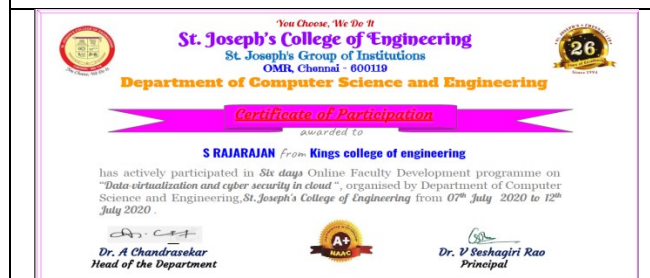 You Choose, We Do It
St. Joseph's College of Engineering
St. Joseph's Group of Institutions
OMR, Chennai - 600119
Department of Computer Science and Engineering
26
Since 1994
Certificate of Participation
awarded to
S RAJARAJAN from Kings college of engineering
has actively participated in Six days Online Faculty Development programme on
"Data virtualization and cyber security in cloud ", organised by Department of Computer
Science and Engineering,St.Joseph's College of Engineering from 07th July 2020 to 12th
July 2020 .
A+
NAAC
Dr. A Chandrasekar
Head of the Department
Dr. V Seshagiri Rao
Principal